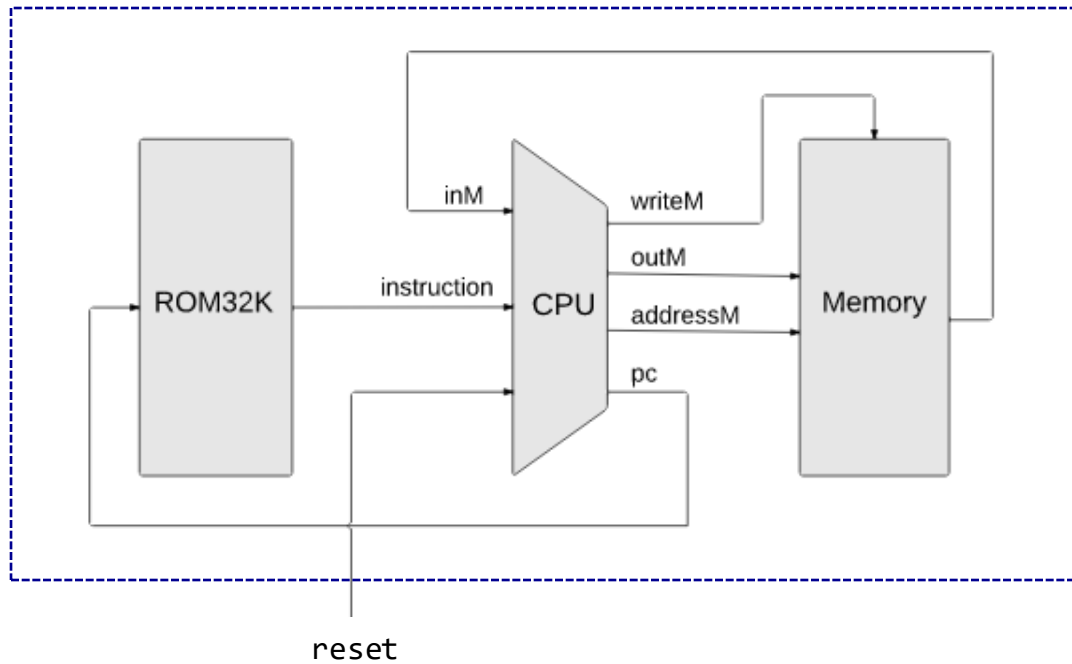 inM
writeM
outM
instruction
ROM32K
CPU
addressM
Memory
pc
reset